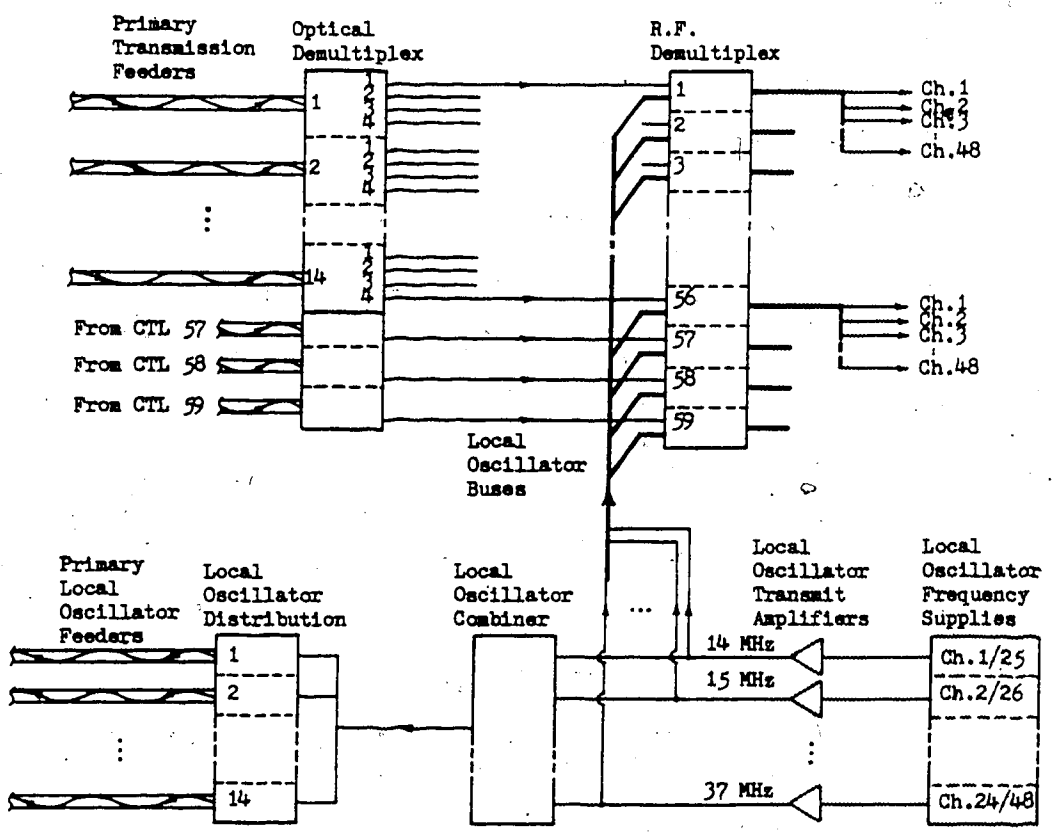 Primary
Transmission
Feeders
Optical
Demultiplex
R.F.
Demultiplex
1
1
2
3
4
2
1
2
3
4
14
1
2
3
4
From CTL 57
From CTL 58
From CTL 59
1
2
3
56
57
58
59
Ch.1
Ch.2
Ch.3
Ch.48
Ch.1
Ch.2
Ch.3
Ch.48
Local
Oscillator
Buses
Primary
Local
Oscillator
Feeders
Local
Oscillator
Distribution
Local
Oscillator
Combiner
Local
Oscillator
Transmit
Amplifiers
Local
Oscillator
Frequency
Supplies
1
2
14
14 MHz
15 MHz
37 MHz
Ch.1/25
Ch.2/26
Ch.24/48